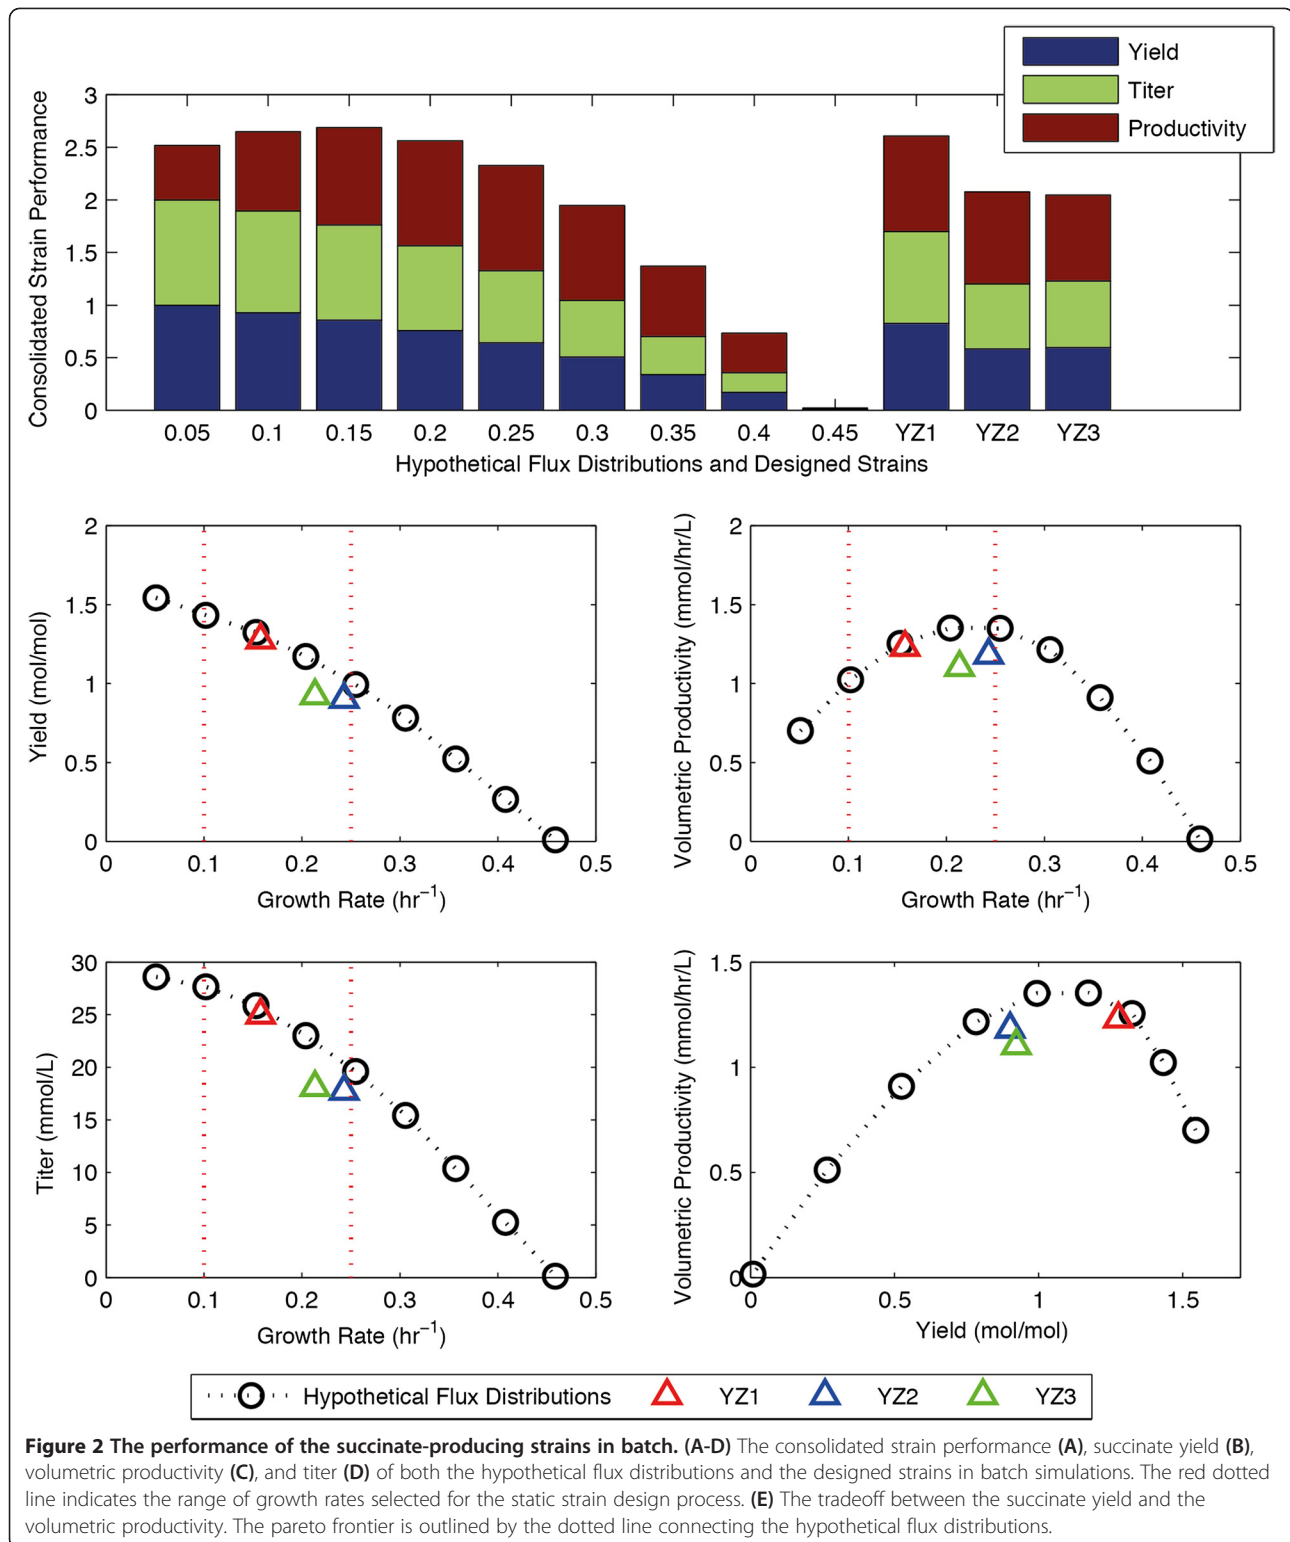 Yield
Titer
Productivity
Consolidated Strain Performance
3
2.5
2
1.5
1
0.5
0
0.05 0.1 0.15 0.2 0.25 0.3 0.35 0.4 0.45 YZ1 YZ2 YZ3
Hypothetical Flux Distributions and Designed Strains
Yield (mol/mol)
2
1.5
1
0.5
0
0 0.1 0.2 0.3 0.4 0.5
Growth Rate (hr⁻¹)
Volumetric Productivity (mmol/hr/L)
2
1.5
1
0.5
0
0 0.1 0.2 0.3 0.4 0.5
Growth Rate (hr⁻¹)
Titer (mmol/L)
30
25
20
15
10
5
0
0 0.1 0.2 0.3 0.4 0.5
Growth Rate (hr⁻¹)
Volumetric Productivity (mmol/hr/L)
1.5
1
0.5
0
0 0.5 1 1.5
Yield (mol/mol)
Hypothetical Flux Distributions YZ1 YZ2 YZ3
Figure 2 The performance of the succinate-producing strains in batch. (A-D) The consolidated strain performance (A), succinate yield (B),
volumetric productivity (C), and titer (D) of both the hypothetical flux distributions and the designed strains in batch simulations. The red dotted
line indicates the range of growth rates selected for the static strain design process. (E) The tradeoff between the succinate yield and the
volumetric productivity. The pareto frontier is outlined by the dotted line connecting the hypothetical flux distributions.